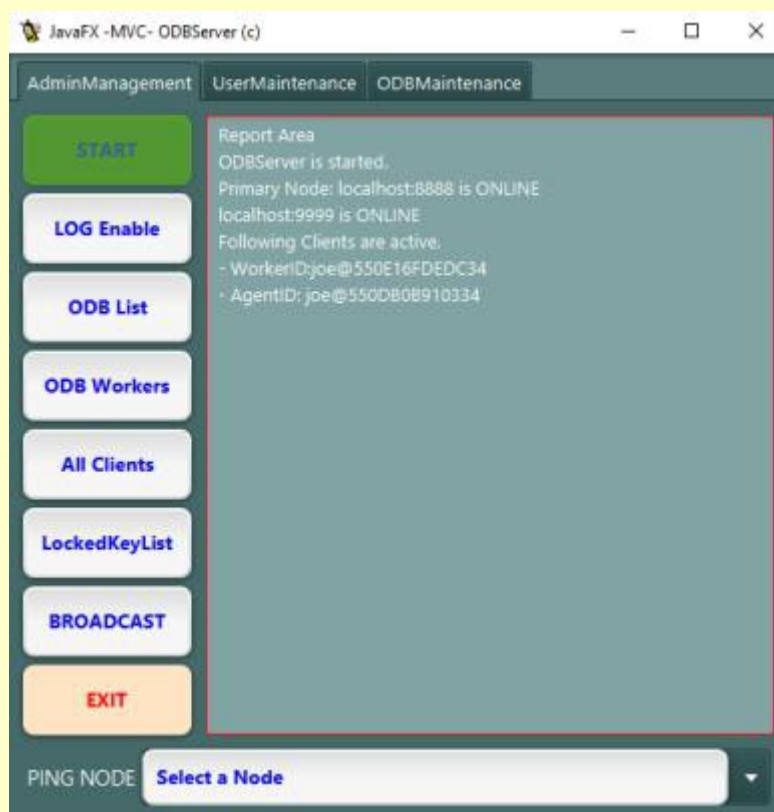 JavaFX -MVC- ODBServer (c)
AdminManagement UserMaintenance ODBMaintenance
START
LOG Enable
ODB List
ODB Workers
All Clients
LockedKeyList
BROADCAST
EXIT
Report Area
ODBServer is started.
Primary Node: localhost:8888 is ONLINE
localhost:9999 is ONLINE
Following Clients are active.
- WorkerID:joe@550E16FDEDC34
- AgentID: joe@550DB0B910334
PING NODE Select a Node